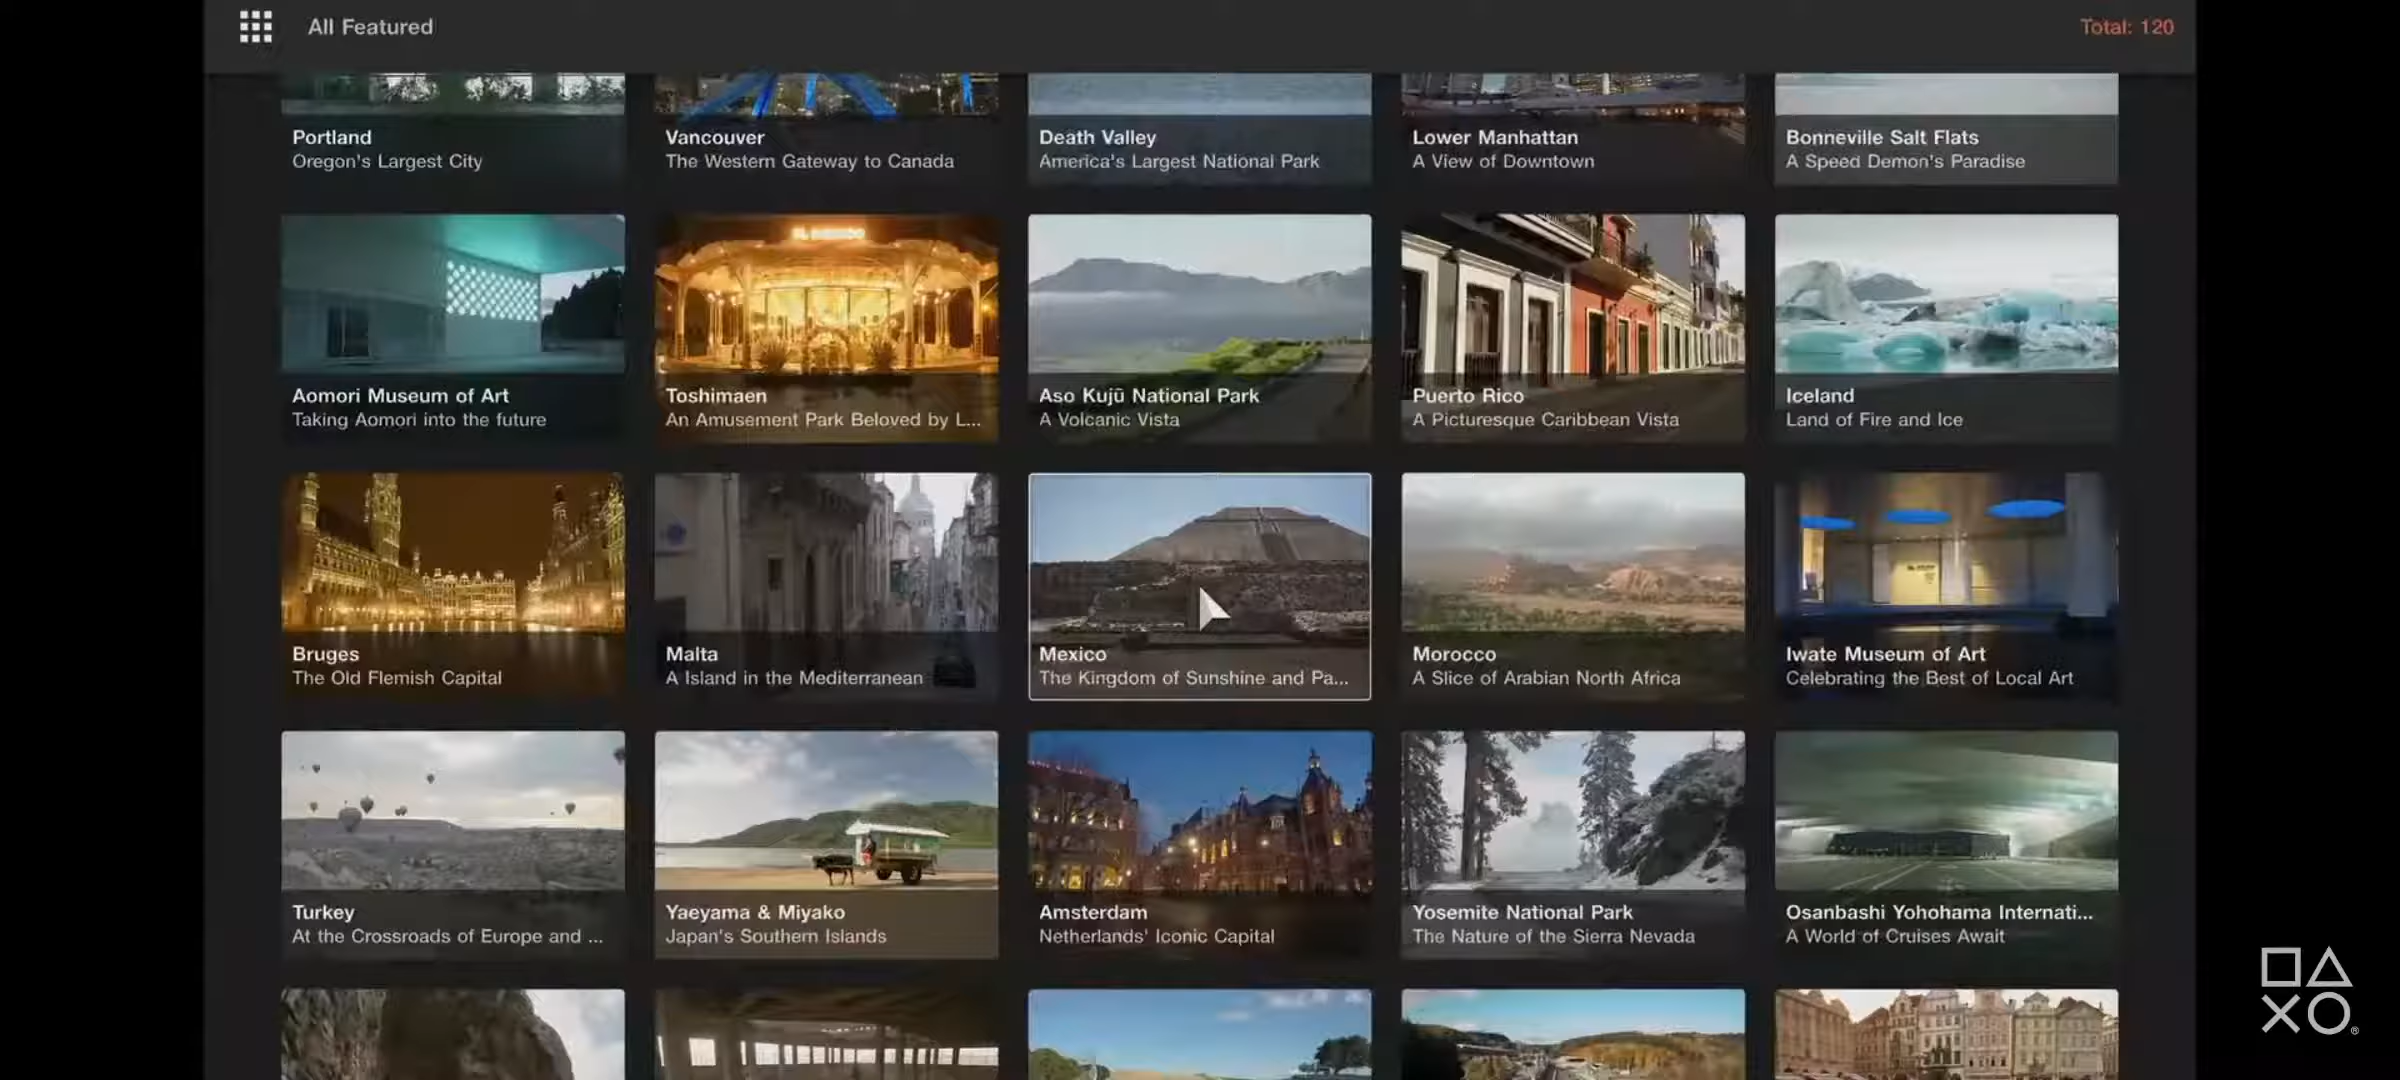 All Featured
Total: 120
Portland
Oregon's Largest City
Vancouver
The Western Gateway to Canada
Death Valley
America's Largest National Park
Lower Manhattan
A View of Downtown
Bonneville Salt Flats
A Speed Demon's Paradise
Aomori Museum of Art
Taking Aomori into the future
Toshimaen
An Amusement Park Beloved by L...
Aso Kujū National Park
A Volcanic Vista
Puerto Rico
A Picturesque Caribbean Vista
Iceland
Land of Fire and Ice
Bruges
The Old Flemish Capital
Malta
A Island in the Mediterranean
Mexico
The Kingdom of Sunshine and Pa...
Morocco
A Slice of Arabian North Africa
Iwate Museum of Art
Celebrating the Best of Local Art
Turkey
At the Crossroads of Europe and ...
Yaeyama & Miyako
Japan's Southern Islands
Amsterdam
Netherlands' Iconic Capital
Yosemite National Park
The Nature of the Sierra Nevada
Osanbashi Yohohama Internati...
A World of Cruises Await